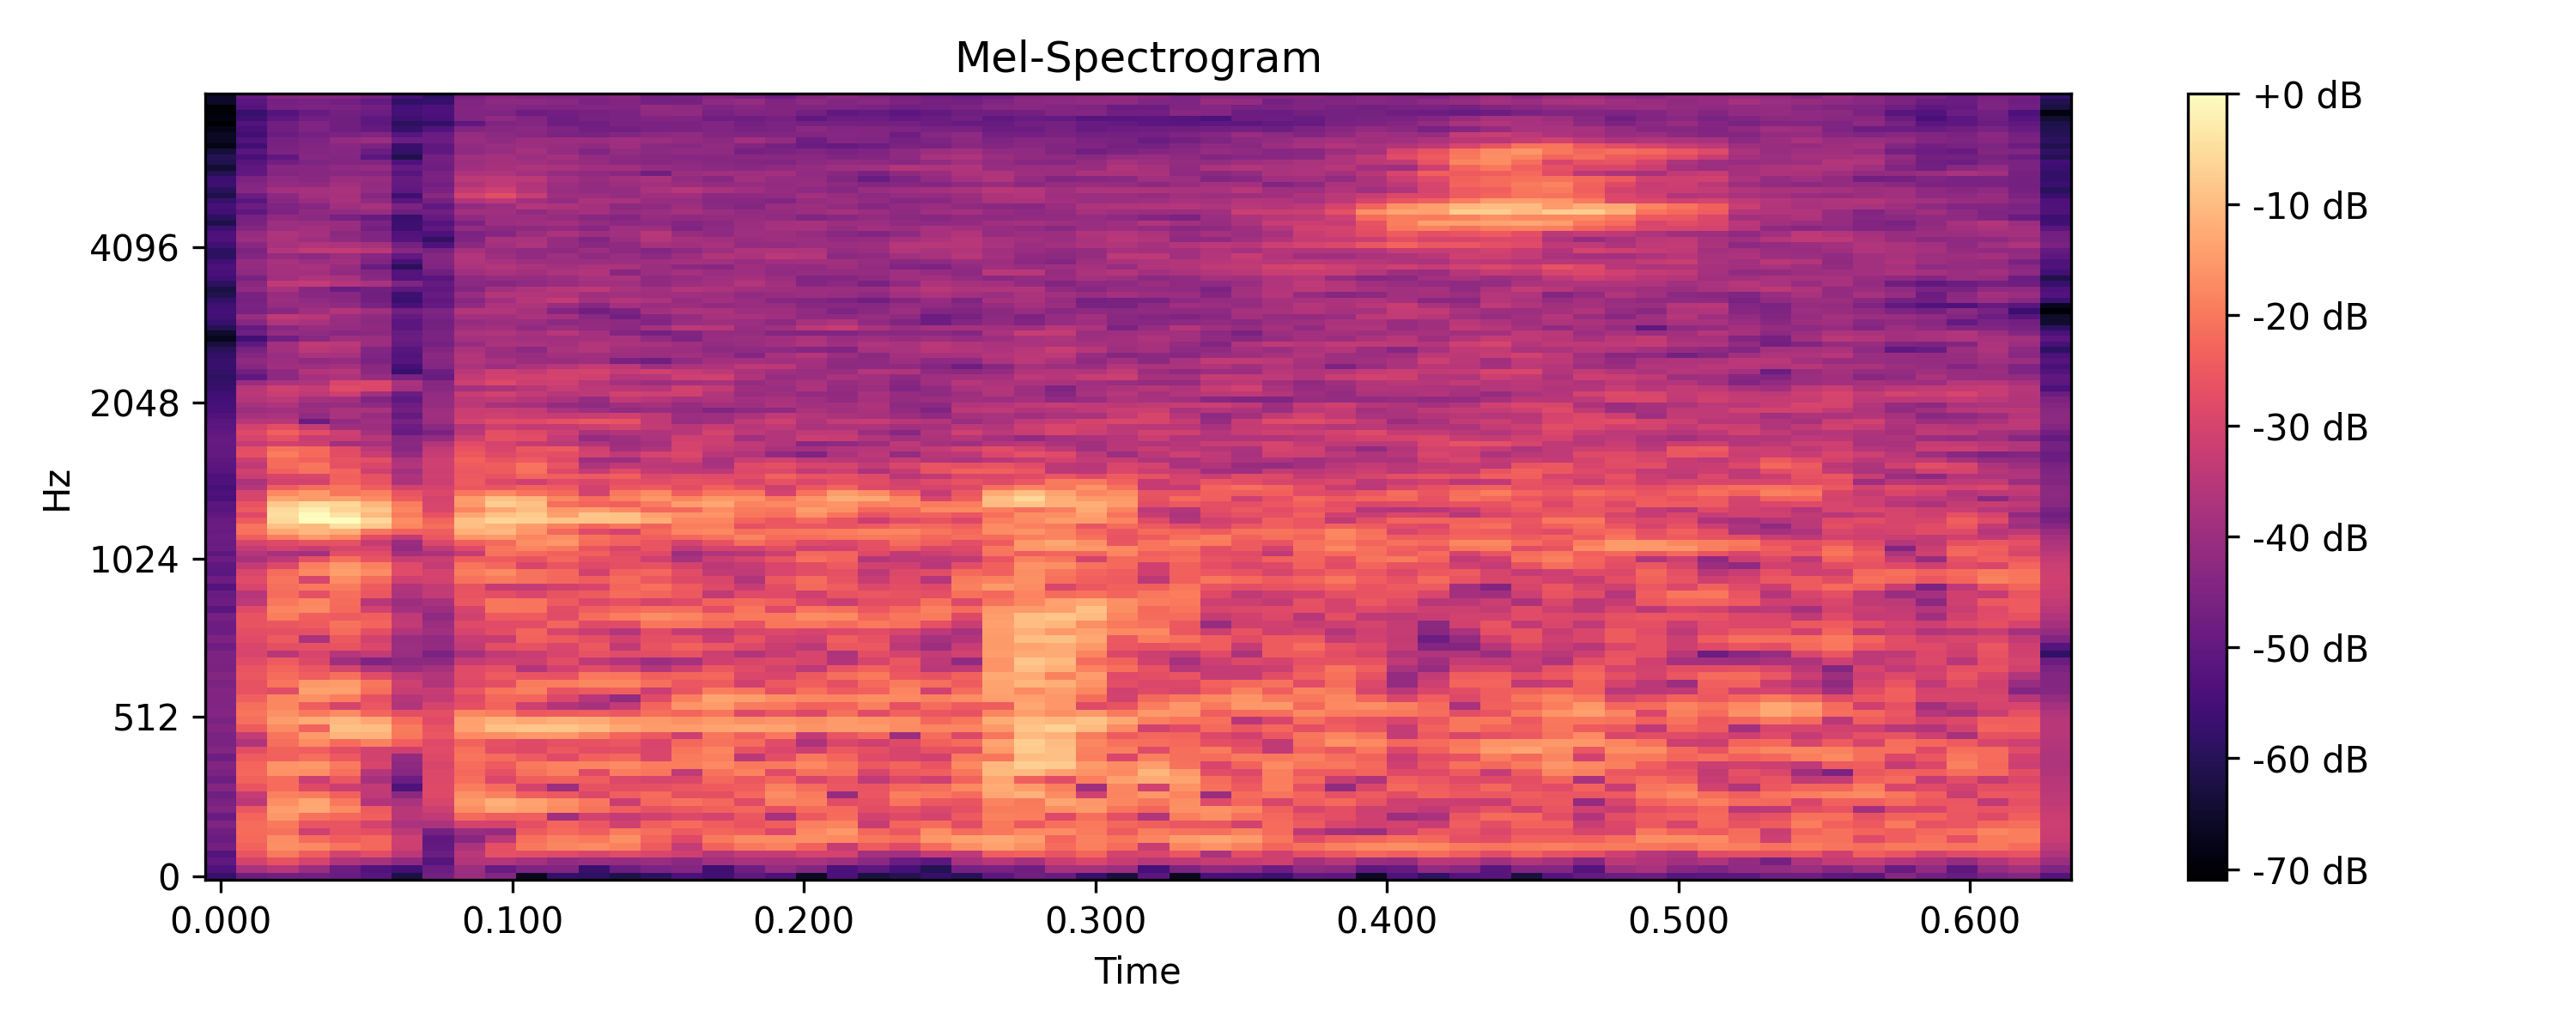 Mel-Spectrogram
+0 dB
-10 dB
-20 dB
-30 dB
-40 dB
-50 dB
-60 dB
-70 dB
Hz
4096
2048
1024
512
0
0.000
0.100
0.200
0.300
0.400
0.500
0.600
Time